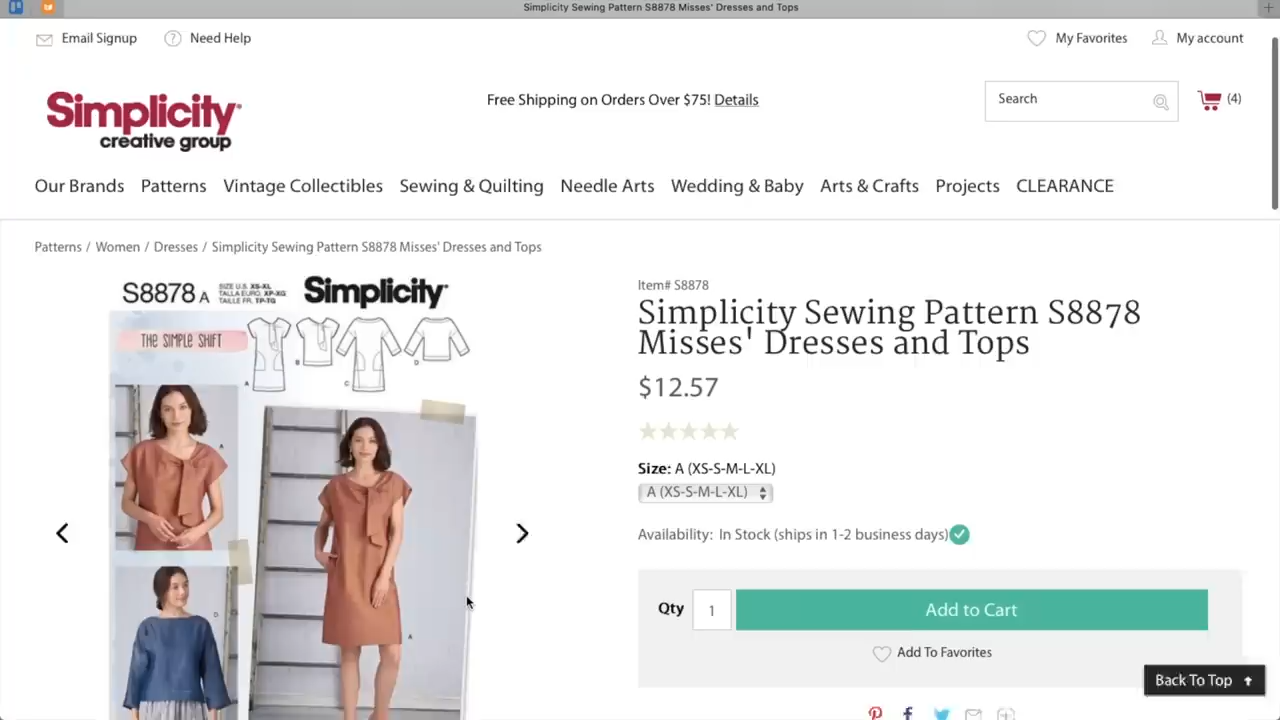 Simplicity Sewing Pattern S8878 Misses' Dresses and Tops
Email Signup
Need Help
My Favorites
My account
Simplicity
creative group
Free Shipping on Orders Over $75! Details
Search
(4)
Our Brands Patterns Vintage Collectibles Sewing & Quilting Needle Arts Wedding & Baby Arts & Crafts Projects CLEARANCE
Patterns / Women / Dresses / Simplicity Sewing Pattern S8878 Misses' Dresses and Tops
S8878 A
SIZE U.S. XS-XL
TALLA EURO. XP-XG
TAILLE FR. TP-TG
Simplicity
THE SIMPLE SHIFT
A
B
C
D
A
D
A
Item# S8878
Simplicity Sewing Pattern S8878
Misses' Dresses and Tops
$12.57
Size: A (XS-S-M-L-XL)
A (XS-S-M-L-XL)
Availability: In Stock (ships in 1-2 business days)
Qty 1 Add to Cart
Add To Favorites
Back To Top